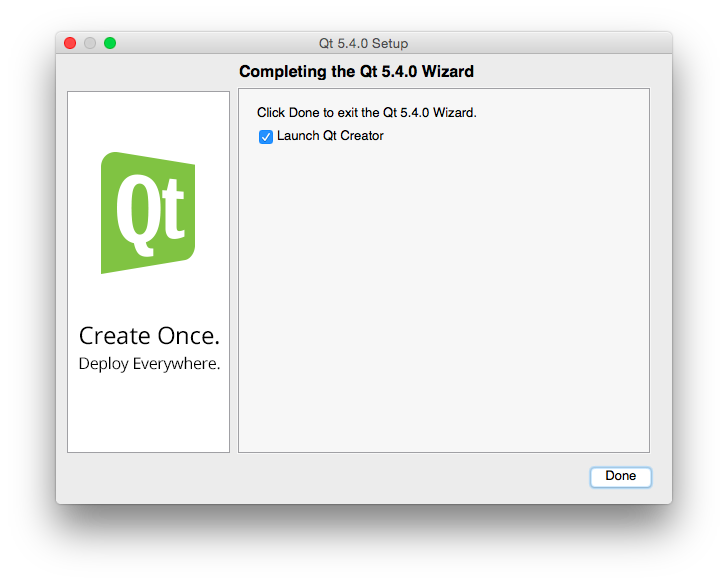 Qt 5.4.0 Setup
Completing the Qt 5.4.0 Wizard
Qt
Create Once.
Deploy Everywhere.
Click Done to exit the Qt 5.4.0 Wizard.
Launch Qt Creator
Done